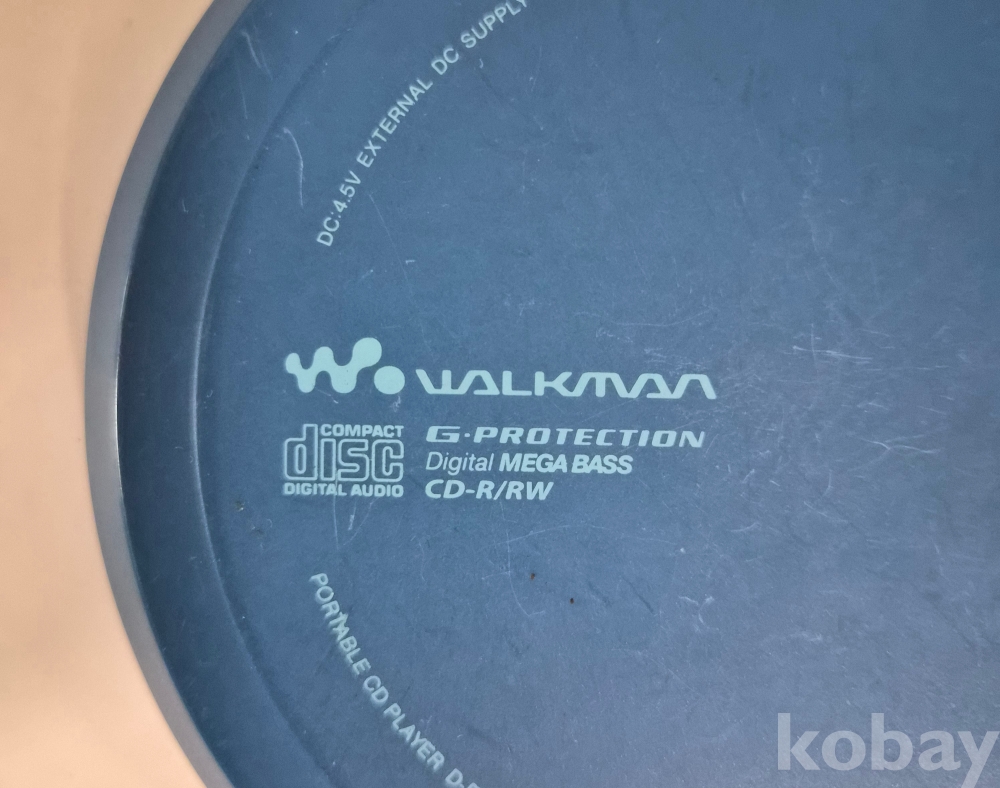 DC:4.5V EXTERNAL DC SUPPLY
WALKMAN
COMPACT
disc
DIGITAL AUDIO
G·PROTECTION
Digital MEGA BASS
CD-R/RW
PORTABLE CD PLAYER
kobay